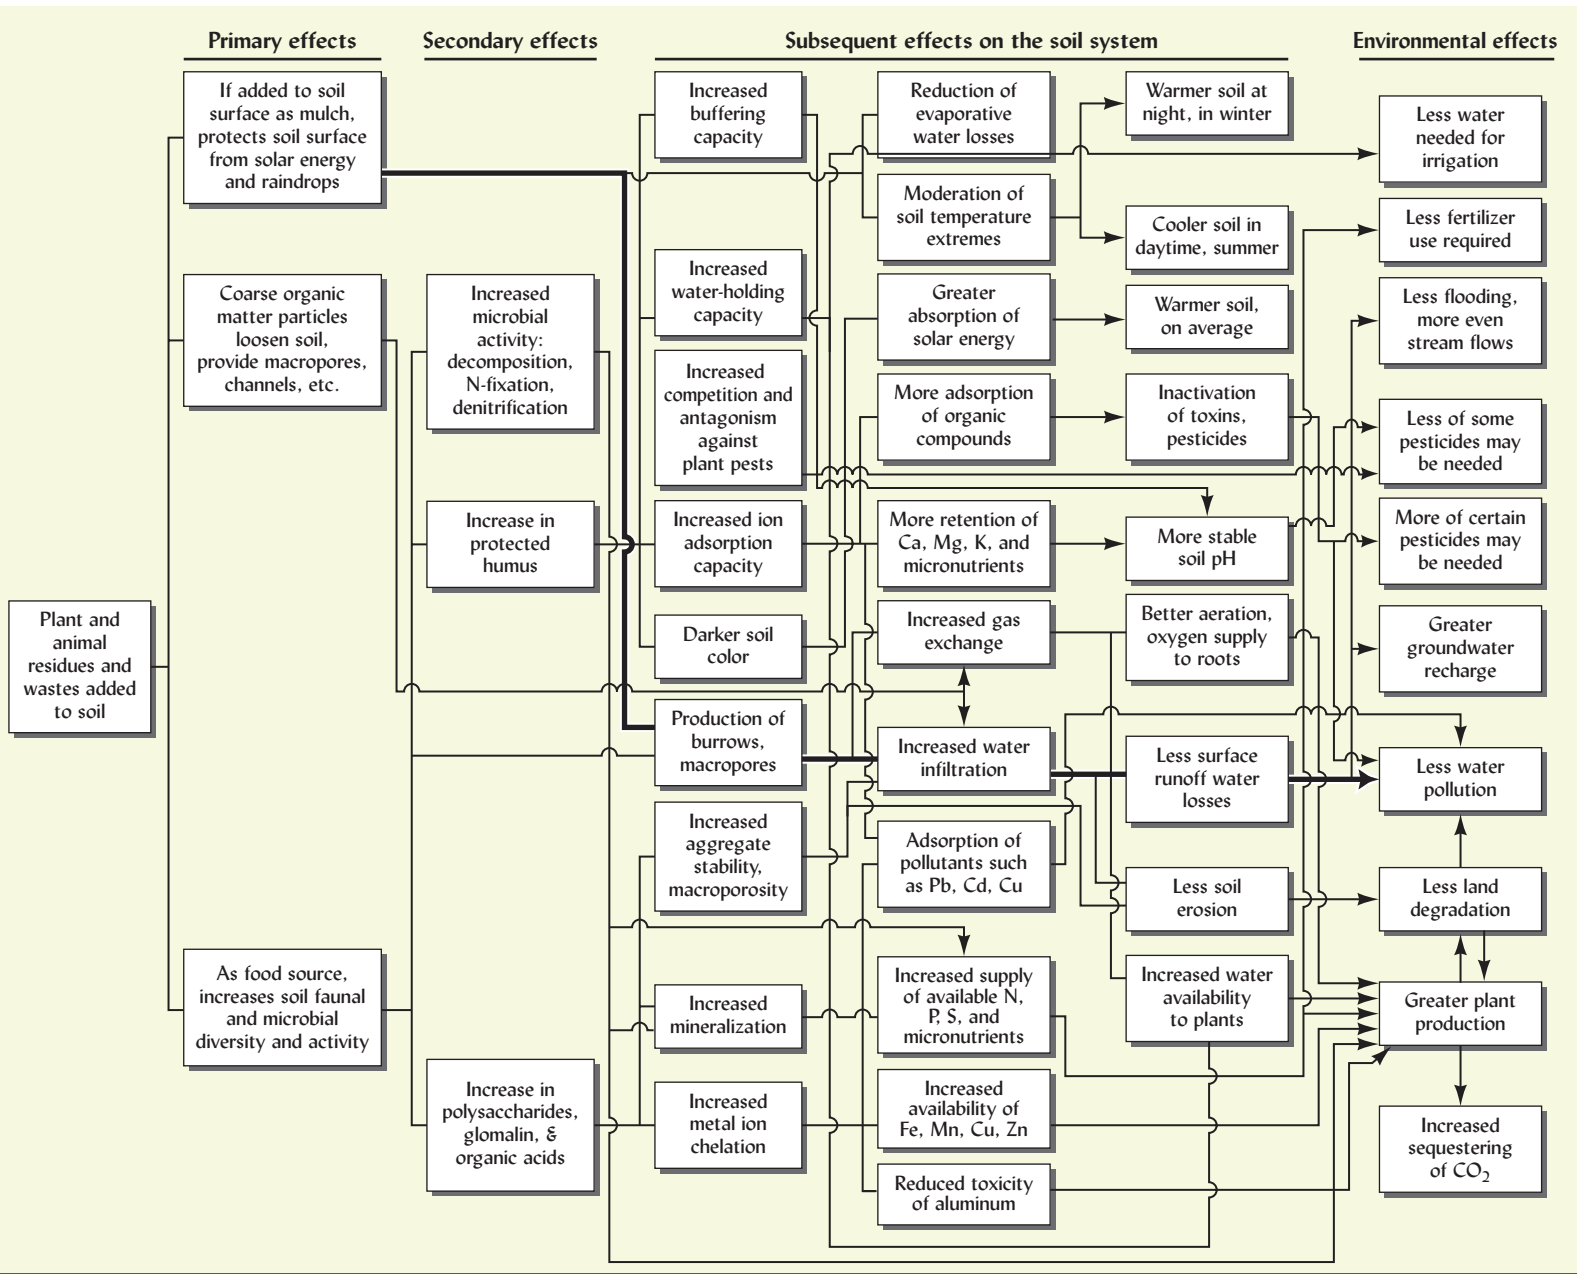 Primary effects
Secondary effects
Subsequent effects on the soil system
Environmental effects
Plant and
animal
residues and
wastes added
to soil
If added to soil
surface as mulch,
protects soil surface
from solar energy
and raindrops
Coarse organic
matter particles
loosen soil,
provide macropores,
channels, etc.
As food source,
increases soil faunal
and microbial
diversity and activity
Increased
microbial
activity:
decomposition,
N-fixation,
denitrification
Increase in
protected
humus
Increase in
polysaccharides,
glomalin, &
organic acids
Increased
buffering
capacity
Increased
water-holding
capacity
Increased
competition and
antagonism
against
plant pests
Increased ion
adsorption
capacity
Darker soil
color
Production of
burrows,
macropores
Increased
aggregate
stability,
macroporosity
Increased
mineralization
Increased
metal ion
chelation
Reduction of
evaporative
water losses
Moderation of
soil temperature
extremes
Greater
absorption of
solar energy
More adsorption
of organic
compounds
More retention of
Ca, Mg, K, and
micronutrients
Increased gas
exchange
Increased water
infiltration
Adsorption of
pollutants such
as Pb, Cd, Cu
Increased supply
of available N,
P, S, and
micronutrients
Increased
availability of
Fe, Mn, Cu, Zn
Reduced toxicity
of aluminum
Warmer soil at
night, in winter
Cooler soil in
daytime, summer
Warmer soil,
on average
Inactivation
of toxins,
pesticides
More stable
soil pH
Better aeration,
oxygen supply
to roots
Less surface
runoff water
losses
Less soil
erosion
Increased water
availability
to plants
Less water
needed for
irrigation
Less fertilizer
use required
Less flooding,
more even
stream flows
Less of some
pesticides may
be needed
More of certain
pesticides may
be needed
Greater
groundwater
recharge
Less water
pollution
Less land
degradation
Greater plant
production
Increased
sequestering
of CO2